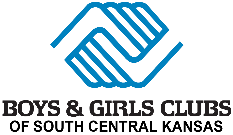 BOYS & GIRLS CLUBS
OF SOUTH CENTRAL KANSAS